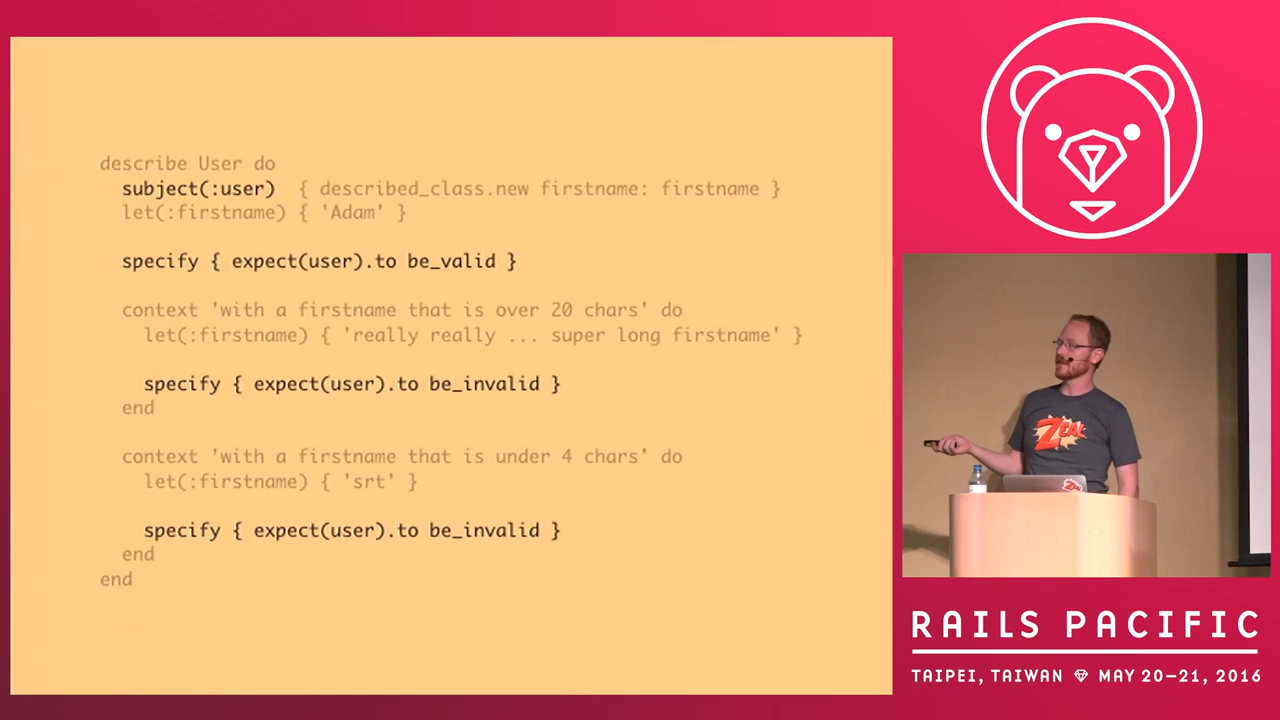 describe User do
subject(:user) { described_class.new firstname: firstname }
let(:firstname) { 'Adam' }
specify { expect(user).to be_valid }
context 'with a firstname that is over 20 chars' do
let(:firstname) { 'really really ... super long firstname' }
specify { expect(user).to be_invalid }
end
context 'with a firstname that is under 4 chars' do
let(:firstname) { 'srt' }
specify { expect(user).to be_invalid }
end
end
ZEAL
RAILS PACIFIC
TAIPEI, TAIWAN MAY 20–21, 2016